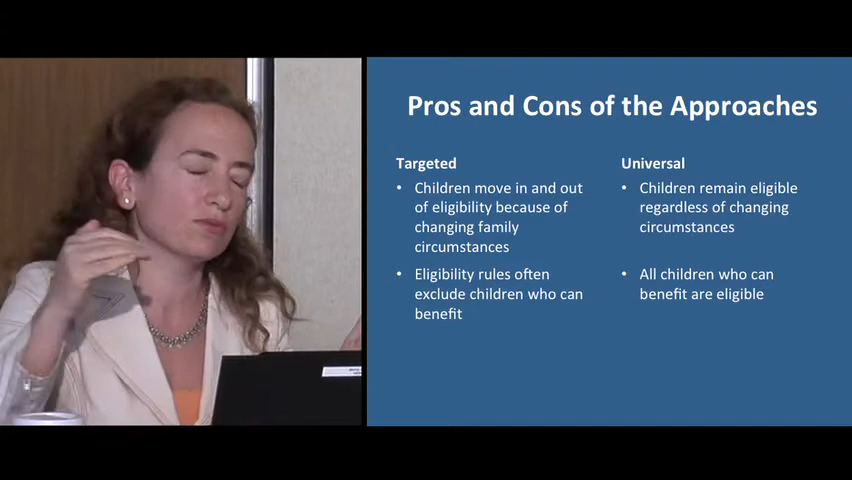 Pros and Cons of the Approaches
Targeted
• Children move in and out
of eligibility because of
changing family
circumstances
• Eligibility rules often
exclude children who can
benefit
Universal
• Children remain eligible
regardless of changing
circumstances
• All children who can
benefit are eligible